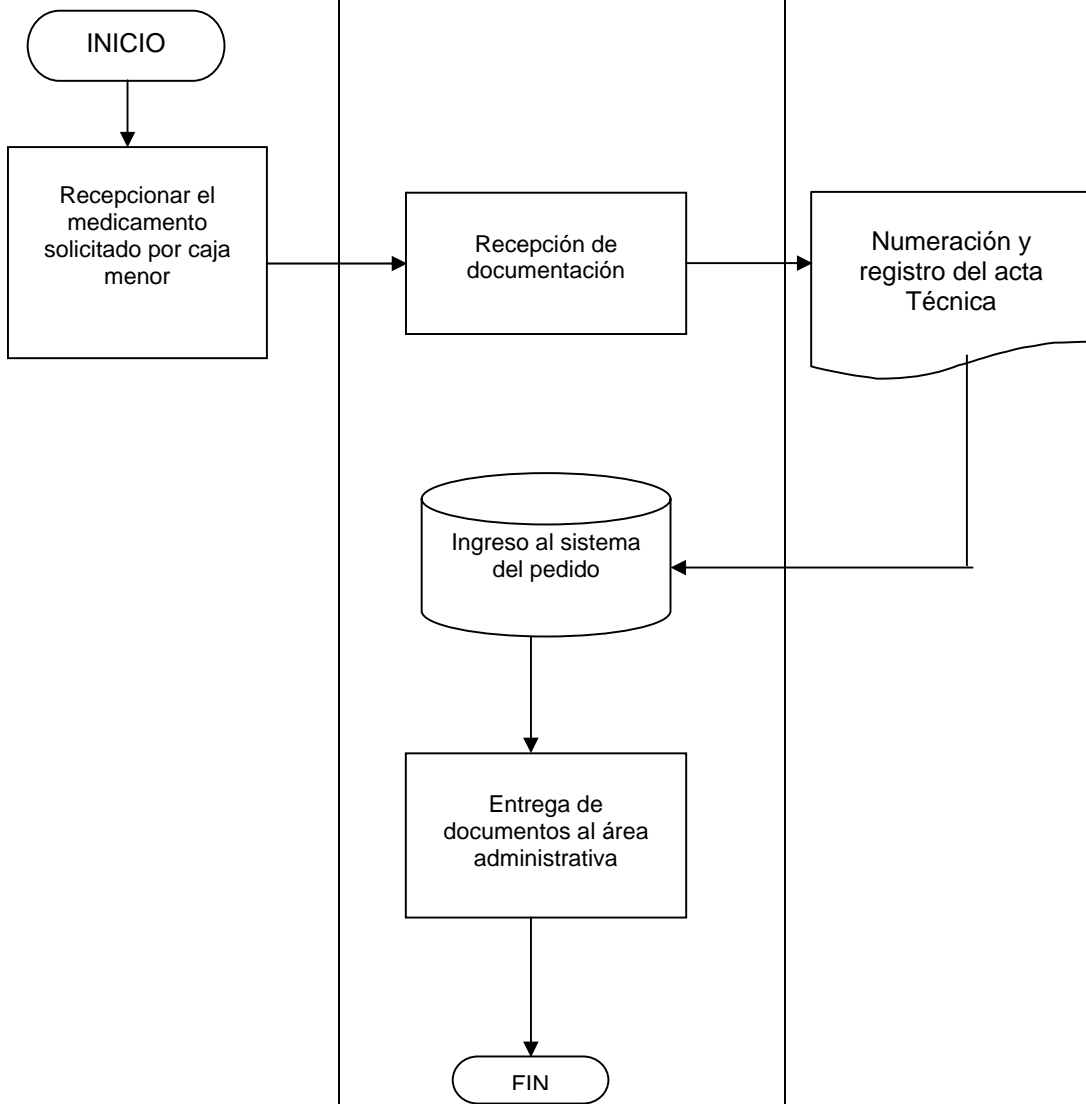 INICIO
Recepcionar el
medicamento
solicitado por caja
menor
Recepción de
documentación
Numeración y
registro del acta
Técnica
Ingreso al sistema
del pedido
Entrega de
documentos al área
administrativa
FIN